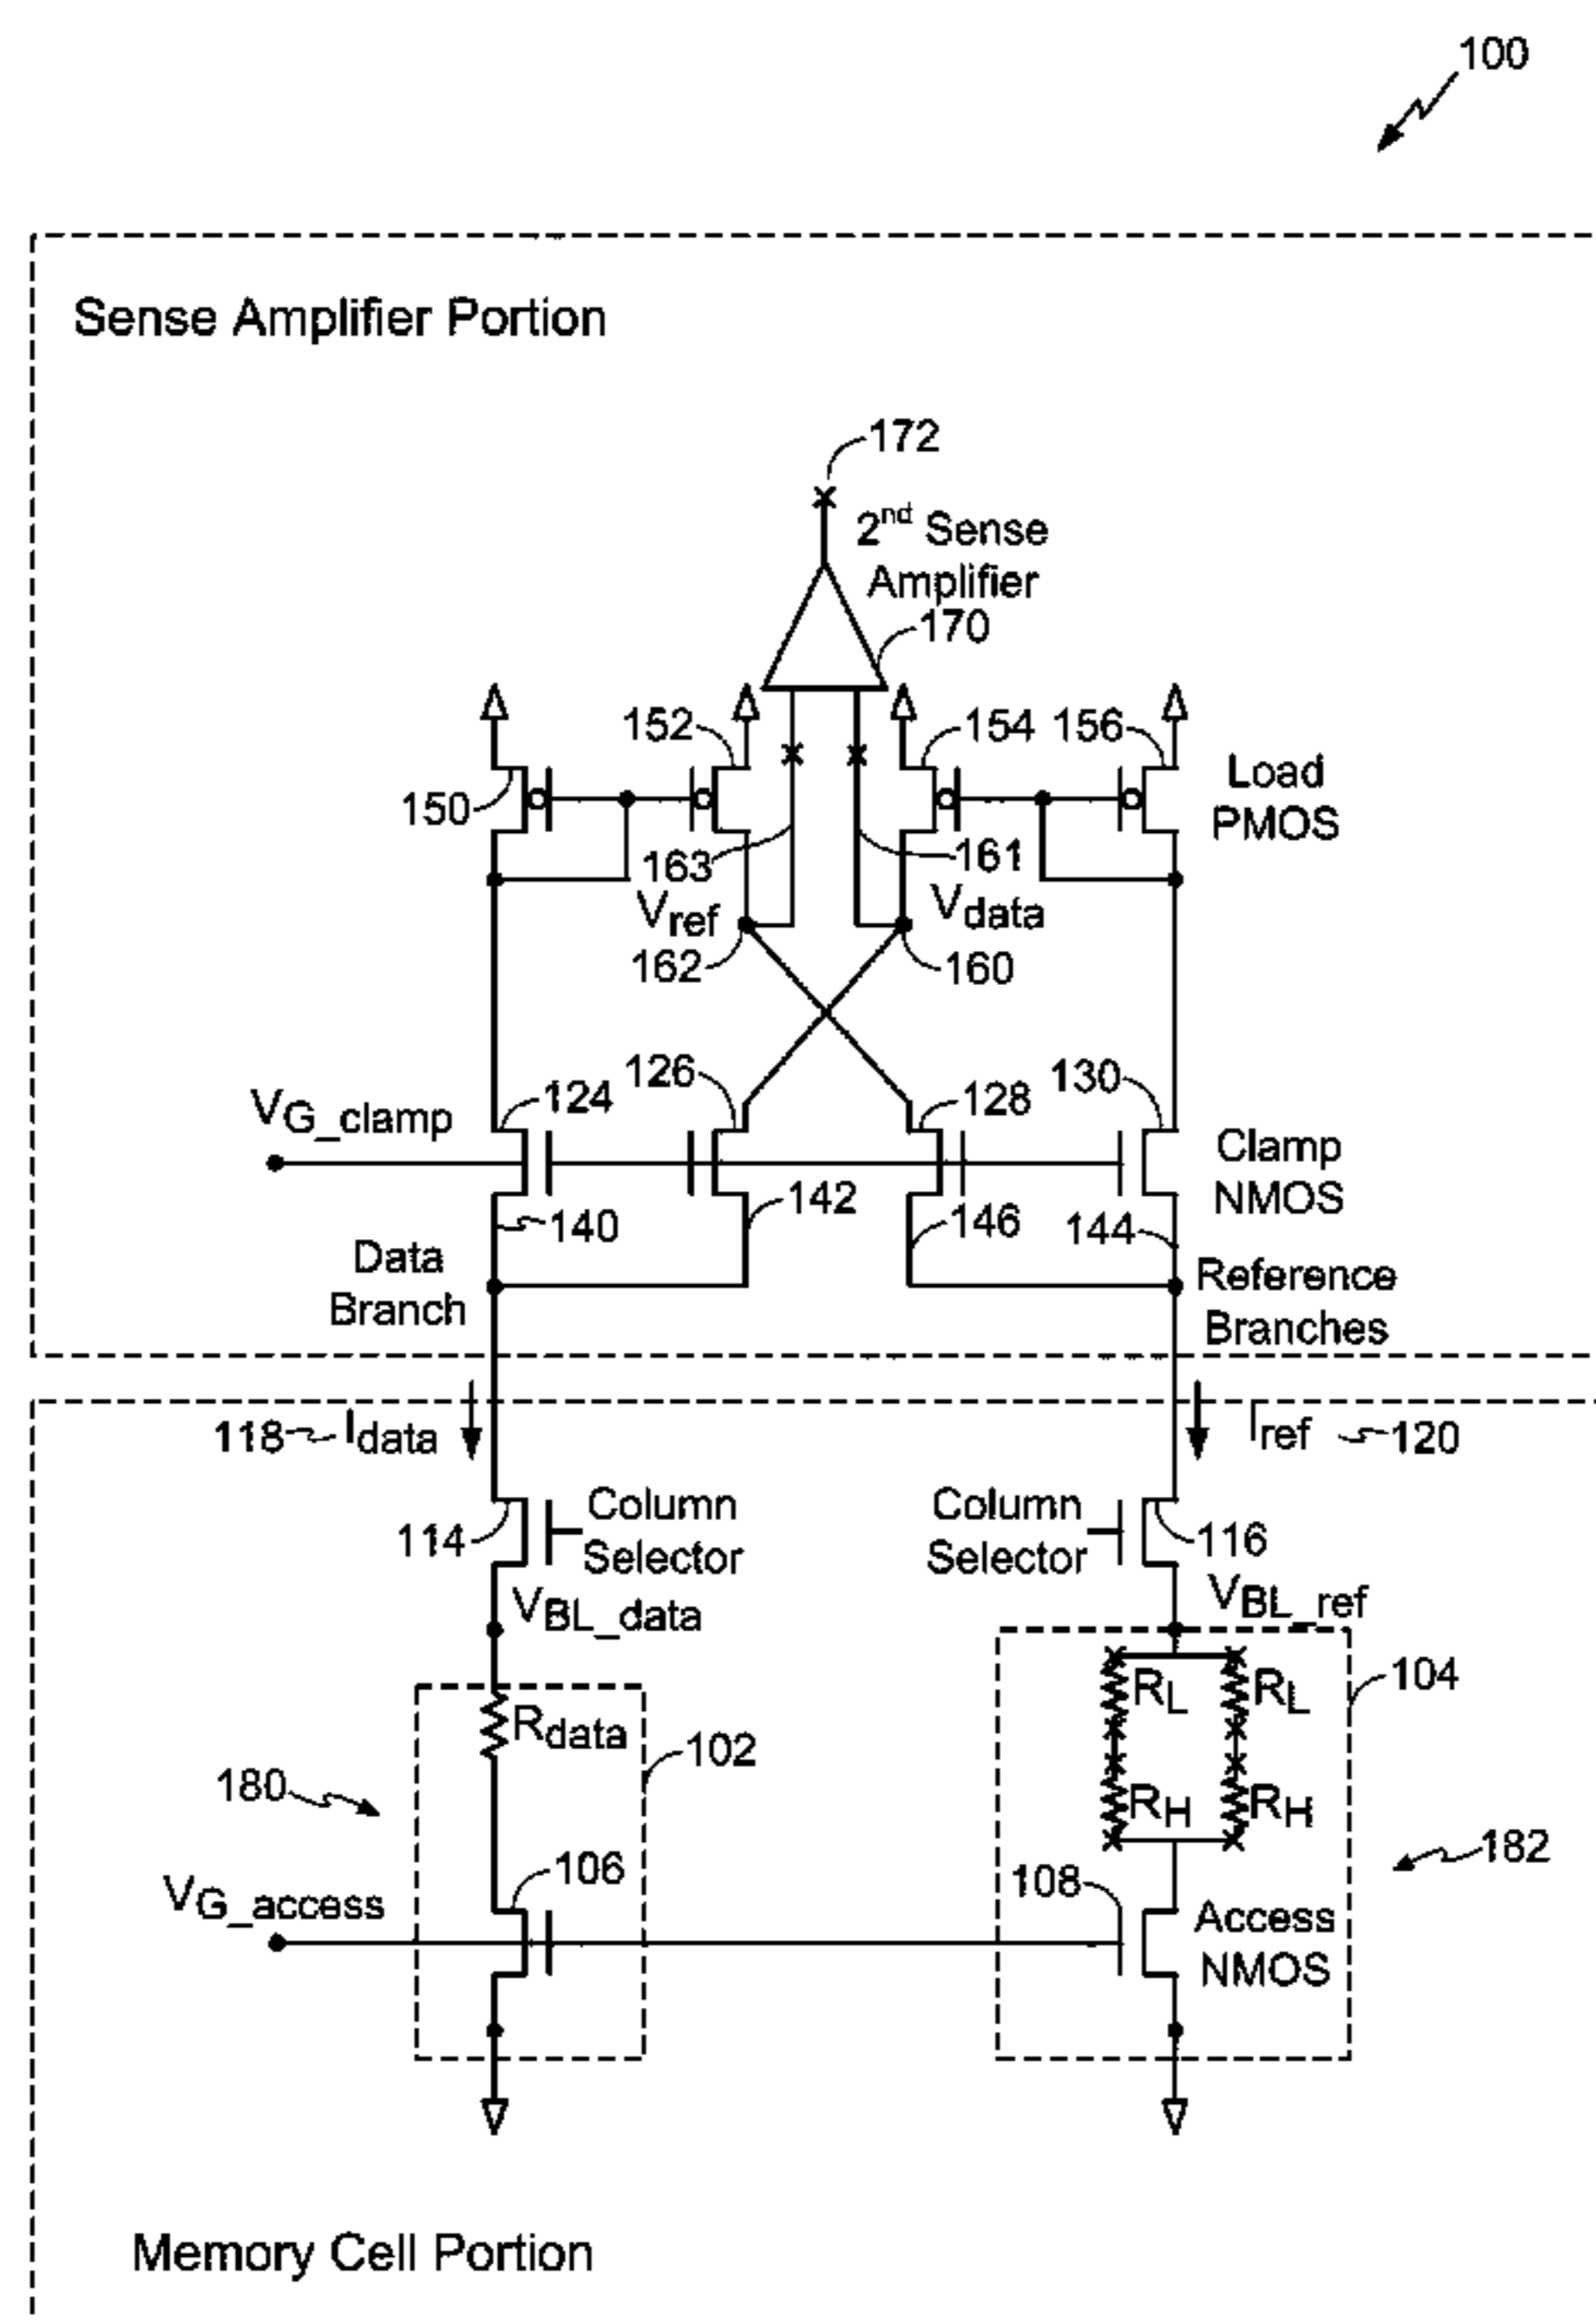 100
Sense Amplifier Portion
172
2nd Sense
Amplifier
170
152
154
156
150
Load
PMOS
163
161
Vref
Vdata
162
160
VG_clamp
124
126
128
130
Clamp
NMOS
140
142
146
144
Data
Branch
Reference
Branches
118
Idata
Iref
120
114
Column
Selector
Column
Selector
116
VBL_data
VBL_ref
Rdata
102
RL
RL
104
180
RH
RH
182
VG_access
106
108
Access
NMOS
Memory Cell Portion